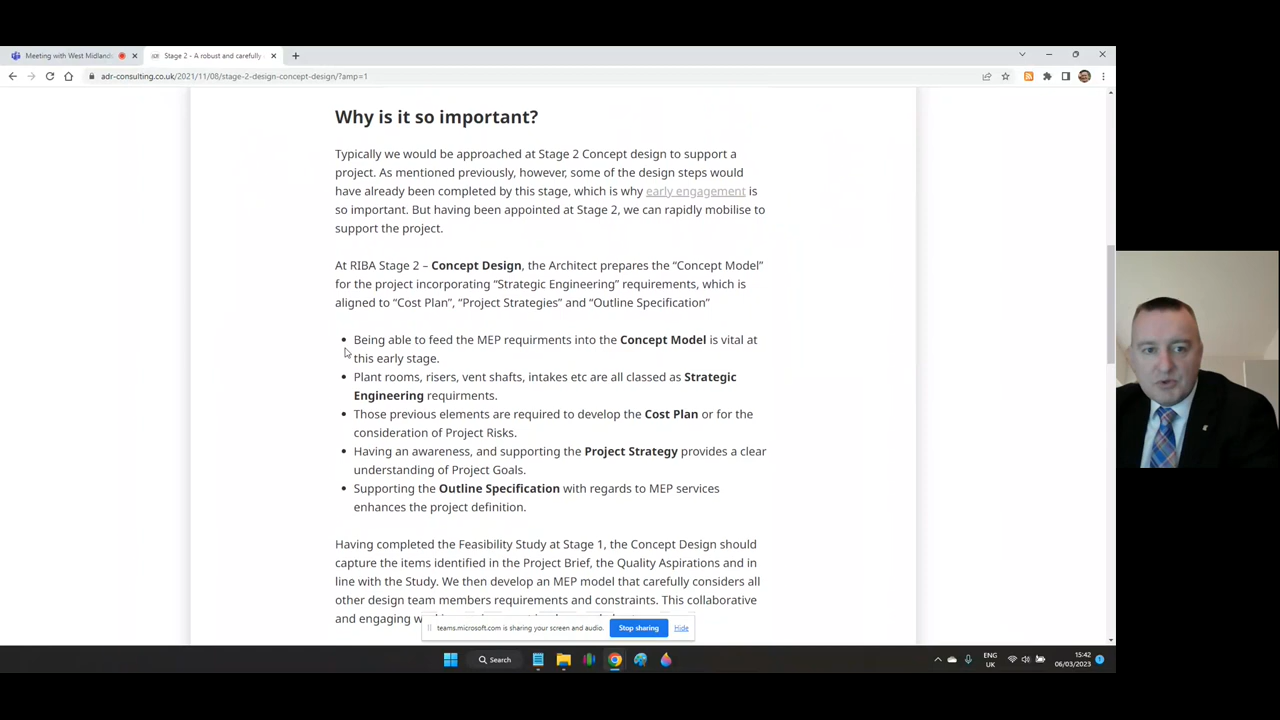 Meeting with West Midland
Stage 2 - A robust and carefully
adr-consulting.co.uk/2021/11/08/stage-2-design-concept-design/?amp=1
Why is it so important?
Typically we would be approached at Stage 2 Concept design to support a
project. As mentioned previously, however, some of the design steps would
have already been completed by this stage, which is why early engagement is
so important. But having been appointed at Stage 2, we can rapidly mobilise to
support the project.
At RIBA Stage 2 – Concept Design, the Architect prepares the “Concept Model”
for the project incorporating “Strategic Engineering” requirements, which is
aligned to “Cost Plan”, “Project Strategies” and “Outline Specification”
• Being able to feed the MEP requirments into the Concept Model is vital at
this early stage.
• Plant rooms, risers, vent shafts, intakes etc are all classed as Strategic
Engineering requirments.
• Those previous elements are required to develop the Cost Plan or for the
consideration of Project Risks.
• Having an awareness, and supporting the Project Strategy provides a clear
understanding of Project Goals.
• Supporting the Outline Specification with regards to MEP services
enhances the project definition.
Having completed the Feasibility Study at Stage 1, the Concept Design should
capture the items identified in the Project Brief, the Quality Aspirations and in
line with the Study. We then develop an MEP model that carefully considers all
other design team members requirements and constraints. This collaborative
and engaging
teams.microsoft.com is sharing your screen and audio. Stop sharing Hide
Search
ENG
UK
15:42
06/03/2023